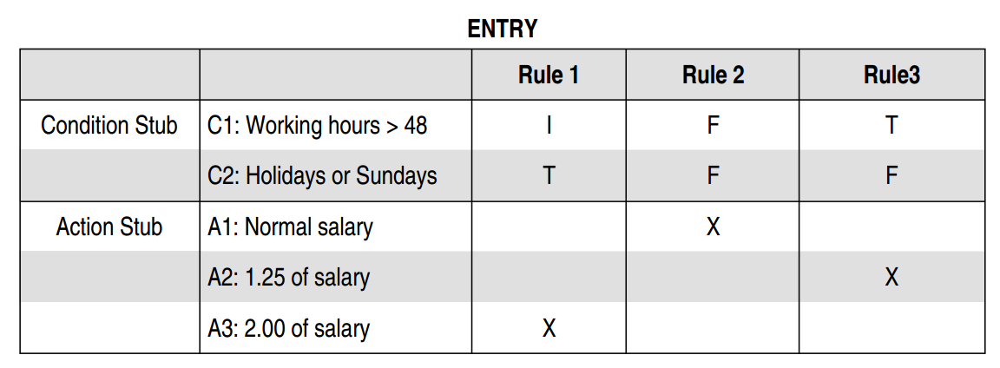 ENTRY
Rule 1 Rule 2 Rule3
Condition Stub C1: Working hours > 48 I F T
C2: Holidays or Sundays T F F
Action Stub A1: Normal salary X
A2: 1.25 of salary X
A3: 2.00 of salary X